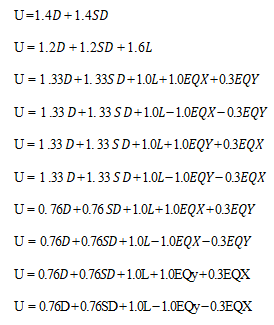 U=1.4D+1.4SD
U = 1.2D +1.2SD +1.6L
U = 1 .33D+1. 33S D+1.0L+1.0EQX+0.3EQY
U = 1 .33 D+1. 33 S D+1.0L−1.0EQX−0.3EQY
U = 1 .33 D+1. 33 S D+1.0L+1.0EQY+0.3EQX
U = 1 .33 D+1. 33 S D+1.0L−1.0EQY−0.3EQX
U = 0. 76D+0.76 SD+1.0L+1.0EQX+0.3EQY
U = 0.76D+0.76SD+1.0L−1.0EQX−0.3EQY
U = 0.76D+0.76SD+1.0L+1.0EQy+0.3EQX
U = 0.76D+0.76SD+1.0L−1.0EQy−0.3EQX